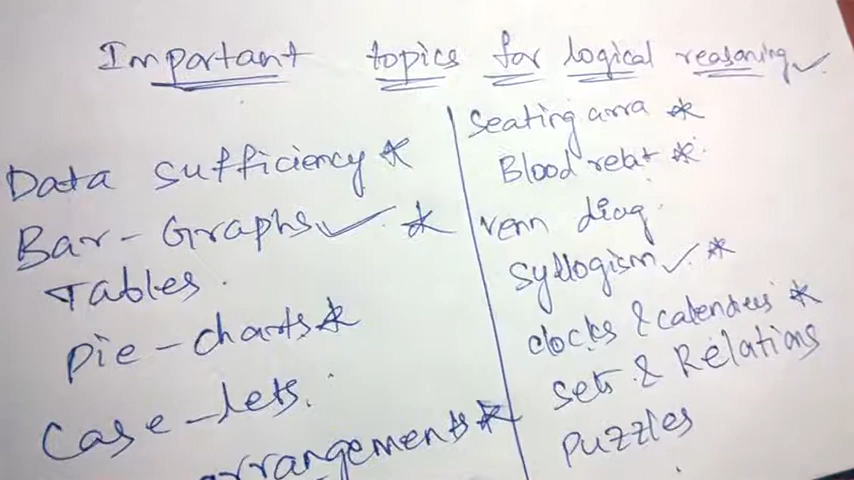 Important topics for logical reasoning
Data sufficiency *
Bar-Graphs ✓ *
Tables
Pie-charts *
Case-lets.
arrangements *
Seating arra *
Blood relat *
venn diag
syllogism ✓ *
clocks & calenders *
sets & Relations
puzzles